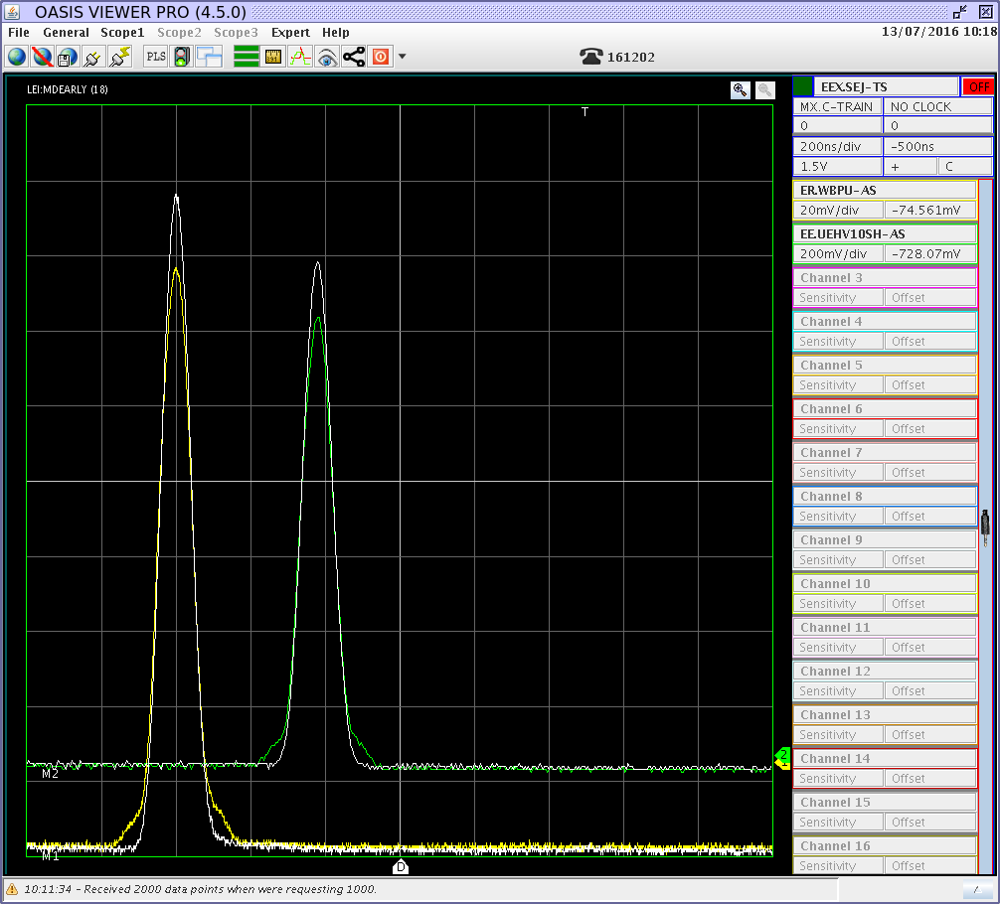 OASIS VIEWER PRO (4.5.0)
File General Scope1 Scope2 Scope3 Expert Help
13/07/2016 10:18
PLS
161202
LEI:MDEARLY (18)
T
M2
M1
D
2
EEX.SEJ-TS OFF
MX.C-TRAIN NO CLOCK
0 0
200ns/div -500ns
1.5V + C
ER.WBPU-AS
20mV/div -74.561mV
EE.UEHV10SH-AS
200mV/div -728.07mV
Channel 3
Sensitivity Offset
Channel 4
Sensitivity Offset
Channel 5
Sensitivity Offset
Channel 6
Sensitivity Offset
Channel 7
Sensitivity Offset
Channel 8
Sensitivity Offset
Channel 9
Sensitivity Offset
Channel 10
Sensitivity Offset
Channel 11
Sensitivity Offset
Channel 12
Sensitivity Offset
Channel 13
Sensitivity Offset
Channel 14
Sensitivity Offset
Channel 15
Sensitivity Offset
Channel 16
Sensitivity Offset
10:11:34 - Received 2000 data points when were requesting 1000.